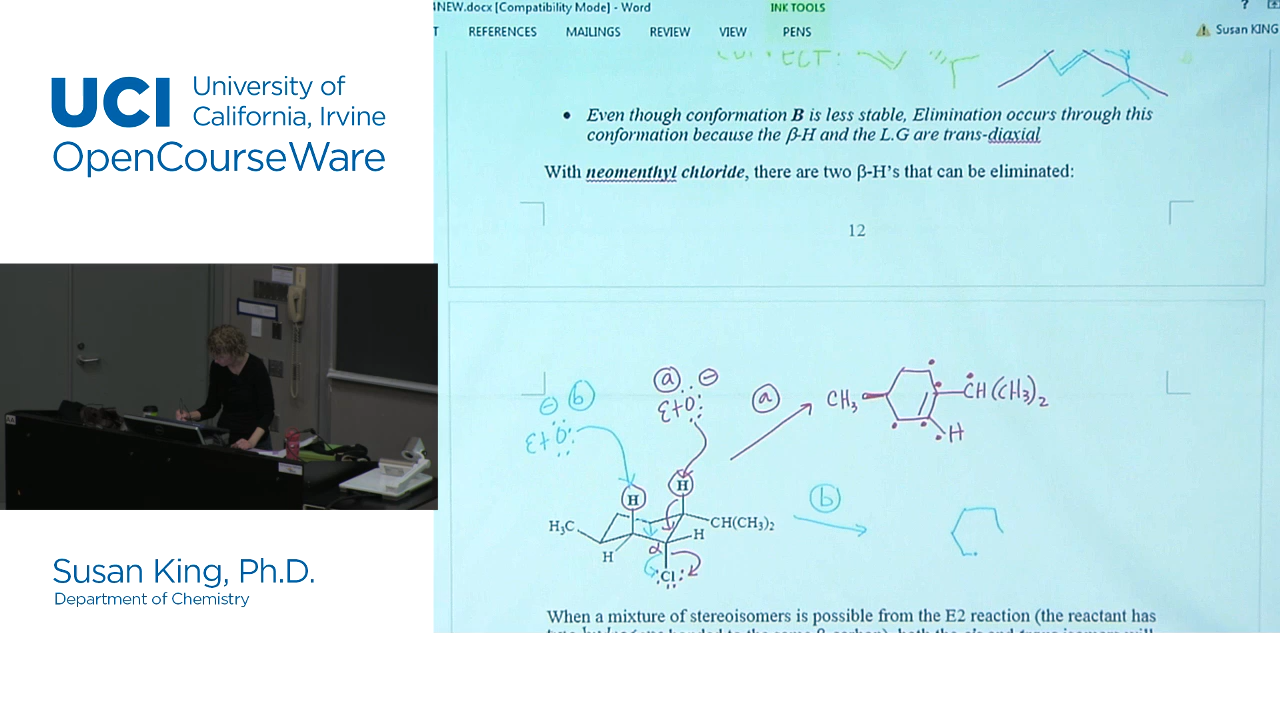 4NEW.docx [Compatibility Mode] - Word
INK TOOLS
?
T REFERENCES MAILINGS REVIEW VIEW PENS
Susan KING
UCI University of California, Irvine
OpenCourseWare
ECT:
• Even though conformation B is less stable, Elimination occurs through this
conformation because the β-H and the L.G are trans-diaxial
With neomenthyl chloride, there are two β-H's that can be eliminated:
12
⊖ b
EtO:
a ⊖
EtO:
a
CH3
CH(CH3)2
H
H
H
H3C
CH(CH3)2
H
H
α
:Cl:
b
When a mixture of stereoisomers is possible from the E2 reaction (the reactant has
Susan King, Ph.D.
Department of Chemistry